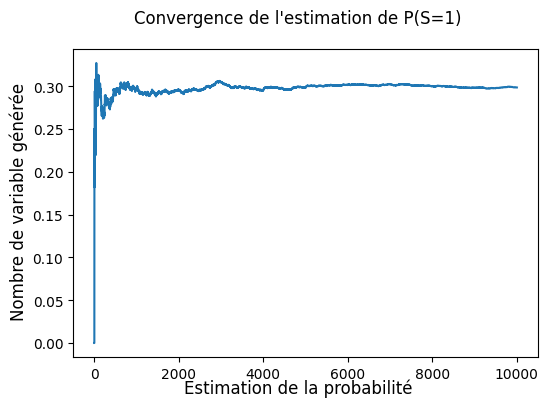 Convergence de l'estimation de P(S=1)
Nombre de variable générée
0.30
0.25
0.20
0.15
0.10
0.05
0.00
0 2000 4000 6000 8000 10000
Estimation de la probabilité